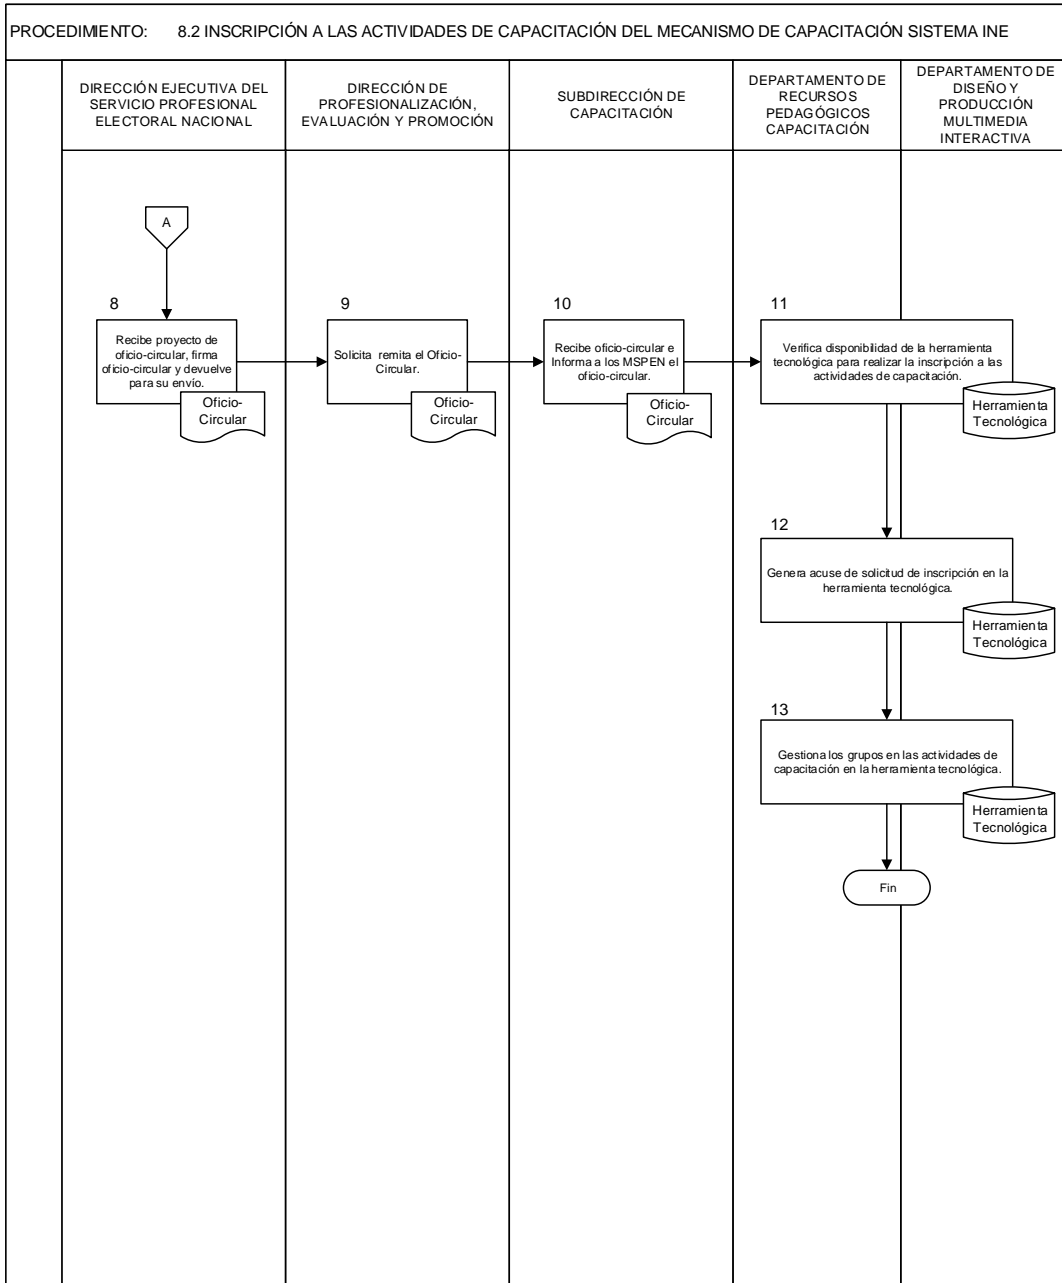 PROCEDIMIENTO: 8.2 INSCRIPCIÓN A LAS ACTIVIDADES DE CAPACITACIÓN DEL MECANISMO DE CAPACITACIÓN SISTEMA INE
DIRECCIÓN EJECUTIVA DEL
SERVICIO PROFESIONAL
ELECTORAL NACIONAL
DIRECCIÓN DE
PROFESIONALIZACIÓN,
EVALUACIÓN Y PROMOCIÓN
SUBDIRECCIÓN DE
CAPACITACIÓN
DEPARTAMENTO DE
RECURSOS
PEDAGÓGICOS
CAPACITACIÓN
DEPARTAMENTO DE
DISEÑO Y
PRODUCCIÓN
MULTIMEDIA
INTERACTIVA
A
8
Recibe proyecto de
oficio-circular, firma
oficio-circular y devuelve
para su envío.
Oficio-
Circular
9
Solicita remita el Oficio-
Circular.
Oficio-
Circular
10
Recibe oficio-circular e
Informa a los MSPEN el
oficio-circular.
Oficio-
Circular
11
Verifica disponibilidad de la herramienta
tecnológica para realizar la inscripción a las
actividades de capacitación.
Herramienta
Tecnológica
12
Genera acuse de solicitud de inscripción en la
herramienta tecnológica.
Herramienta
Tecnológica
13
Gestiona los grupos en las actividades de
capacitación en la herramienta tecnológica.
Herramienta
Tecnológica
Fin